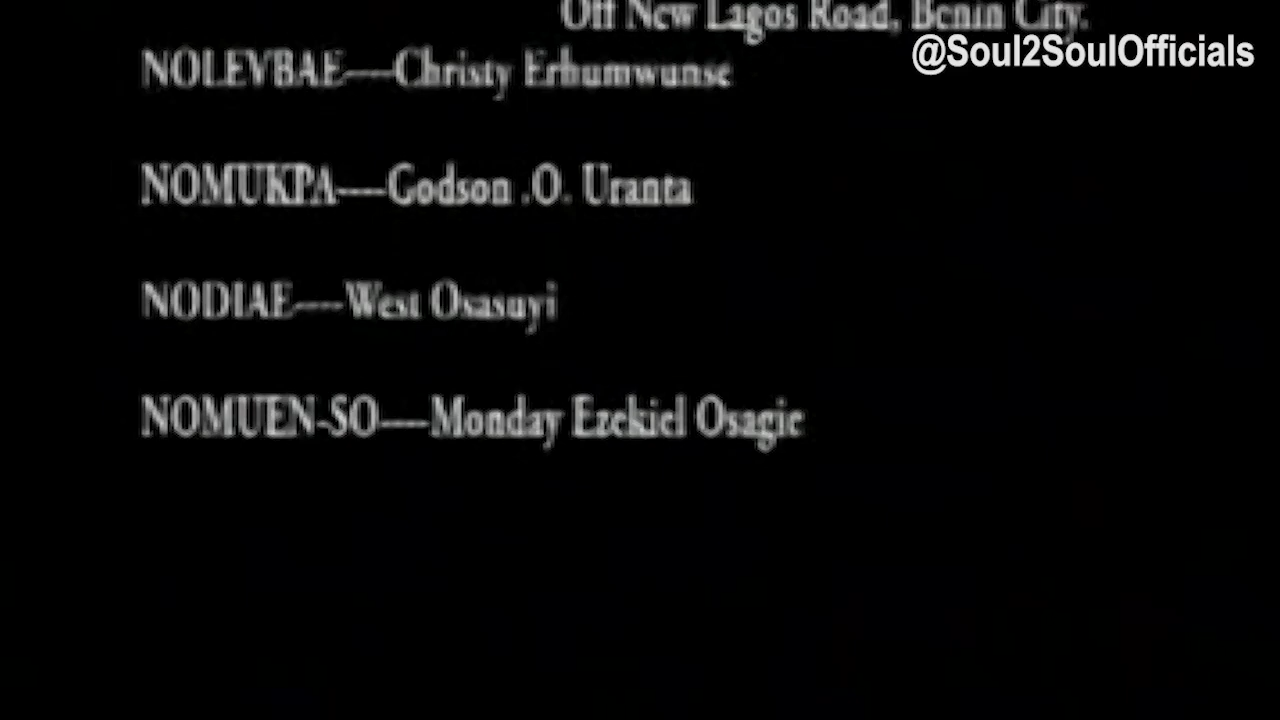 Off New Lagos Road, Benin City.
@Soul2SoulOfficials
NOLEVBAE----Christy Erhumwunse
NOMUKPA----Godson .O. Uranta
NODIAE----West Osasuyi
NOMUEN-SO----Monday Ezekiel Osagie